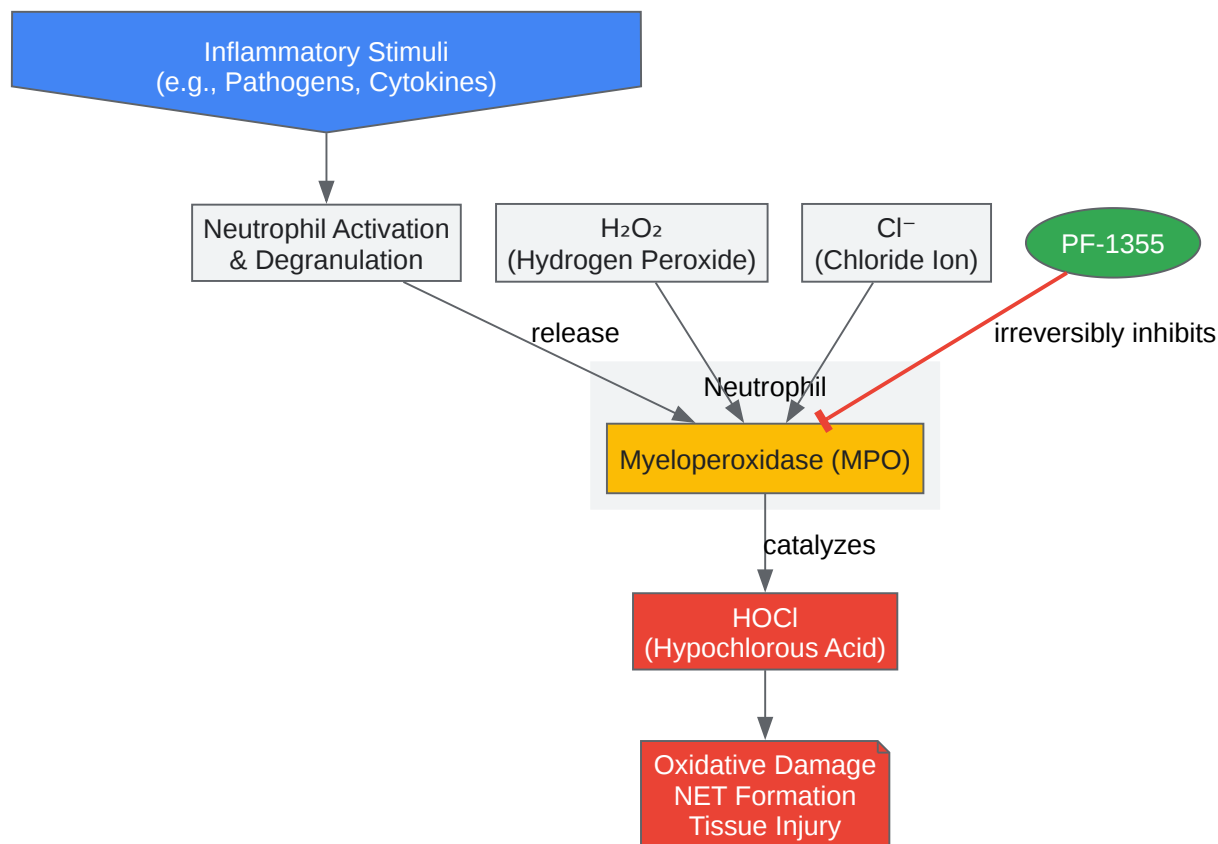 Inflammatory Stimuli
(e.g., Pathogens, Cytokines)
Neutrophil Activation
& Degranulation
H₂O₂
(Hydrogen Peroxide)
Cl⁻
(Chloride Ion)
PF-1355
release
irreversibly inhibits
Neutrophil
Myeloperoxidase (MPO)
catalyzes
HOCl
(Hypochlorous Acid)
Oxidative Damage
NET Formation
Tissue Injury